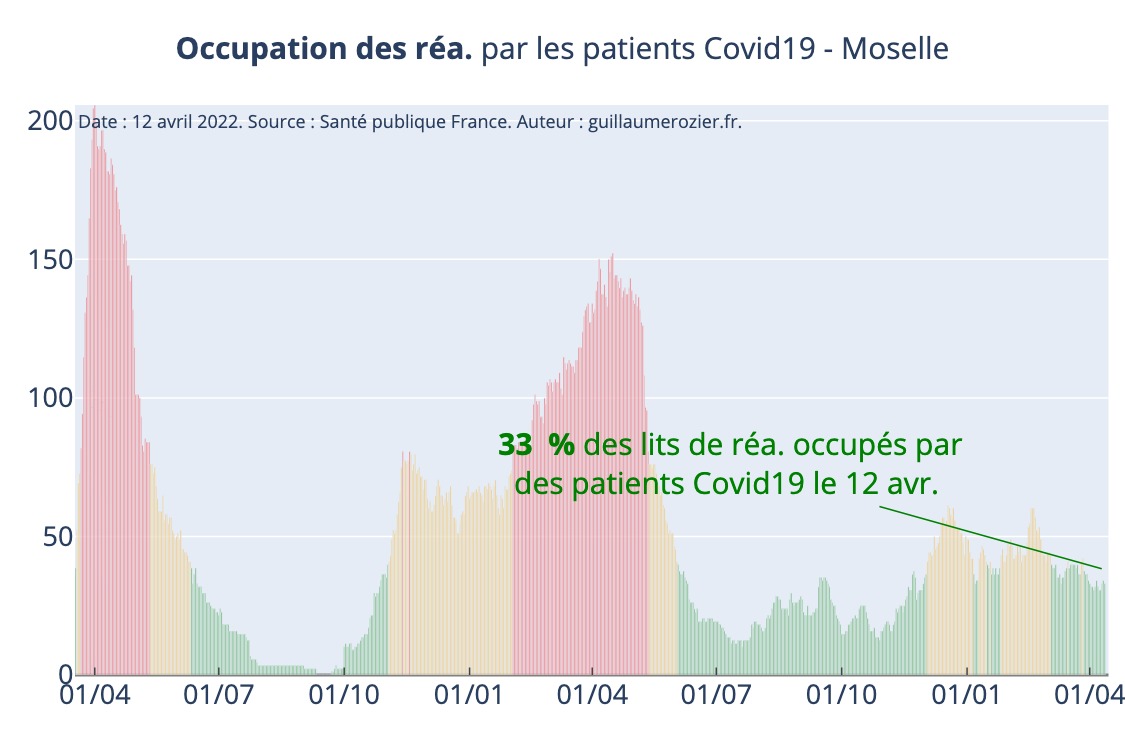 Occupation des réa. par les patients Covid19 - Moselle
200
Date : 12 avril 2022. Source : Santé publique France. Auteur : guillaumerozier.fr.
150
100
33 % des lits de réa. occupés par
des patients Covid19 le 12 avr.
50
0
01/04 01/07 01/10 01/01 01/04 01/07 01/10 01/01 01/04